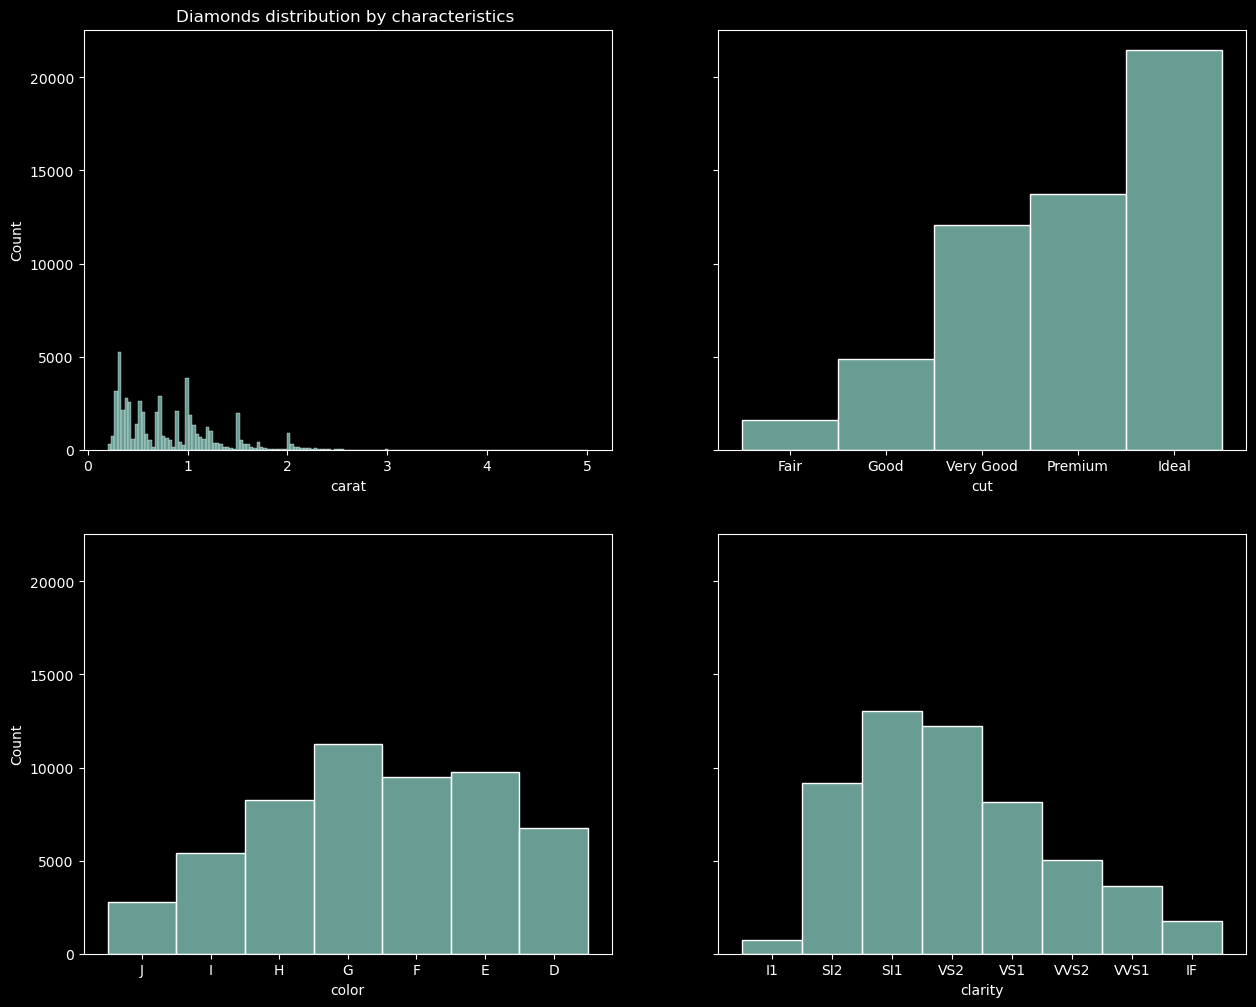 Diamonds distribution by characteristics
Count
20000
15000
10000
5000
0
0 1 2 3 4 5
carat
Fair Good Very Good Premium Ideal
cut
Count
20000
15000
10000
5000
0
J I H G F E D
color
I1 SI2 SI1 VS2 VS1 VVS2 VVS1 IF
clarity